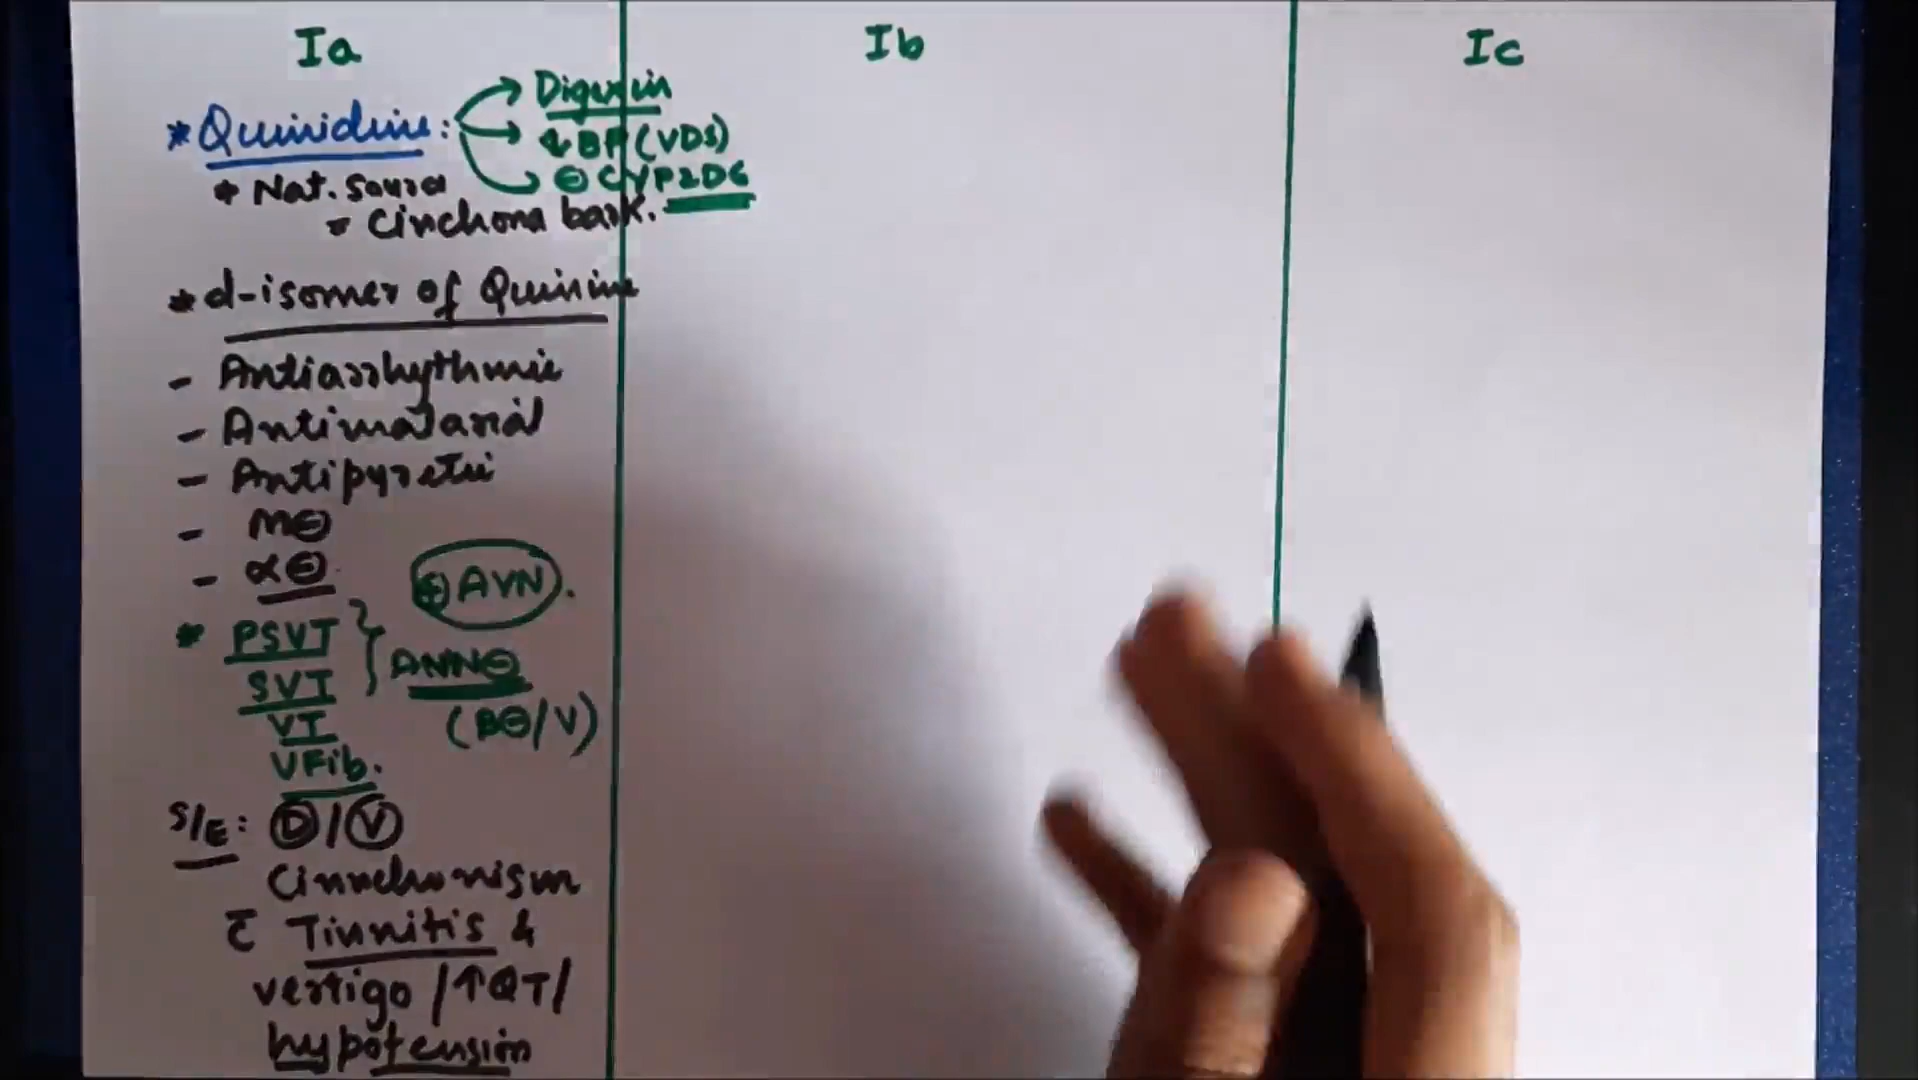 Ia
Ib
Ic
* Quinidine :
→ Digoxin
→ ↓ BP (VDs)
→ ⊖ CYP2D6
* Nat. Source
Cinchona bark.
* d-isomer of Quinine
- Antiarrhythmic
- Antimalarial
- Antipyretic
- M⊖
- α⊖
⊕ AVN.
* PSVT
SVT
VT
VFib.
AVN⊖
(B⊖/V)
S/E: D/V
Cinnchonism
c̄ Tinnitis &
vertigo /↑QT/
hypotension